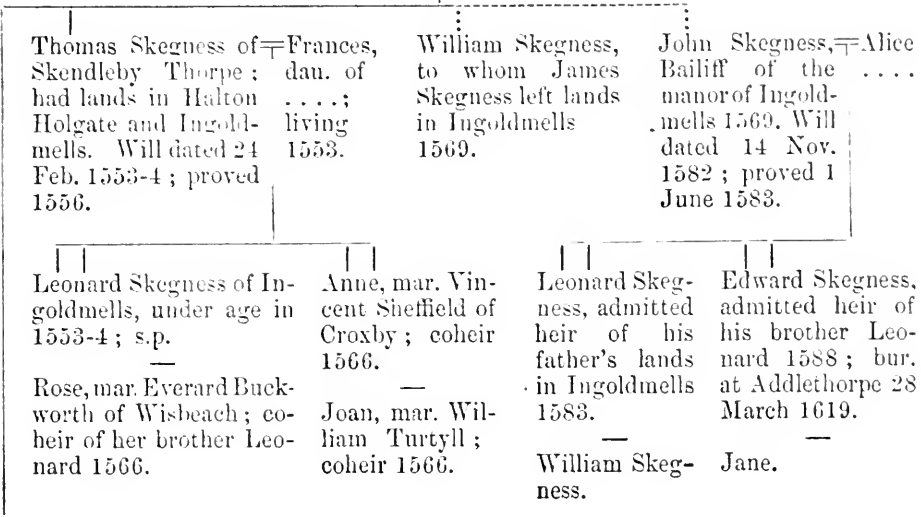 Thomas Skegness of
Skendleby Thorpe ;
had lands in Halton
Holgate and Ingold-
mells. Will dated 24
Feb. 1553-4 ; proved
1556.
Frances,
dau. of
. . . . ;
living
1553.
William Skegness,
to whom James
Skegness left lands
in Ingoldmells
1569.
John Skegness,
Bailiff of the
manor of Ingold-
mells 1569. Will
dated 14 Nov.
1582 ; proved 1
June 1583.
Alice
. . . .
Leonard Skegness of In-
goldmells, under age in
1553-4 ; s.p.
—
Rose, mar. Everard Buck-
worth of Wisbeach ; co-
heir of her brother Leo-
nard 1566.
Anne, mar. Vin-
cent Sheffield of
Croxby ; coheir
1566.
—
Joan, mar. Wil-
liam Turtyll ;
coheir 1566.
Leonard Skeg-
ness, admitted
heir of his
father's lands
in Ingoldmells
1583.
—
William Skeg-
ness.
Edward Skegness,
admitted heir of
his brother Leo-
nard 1588 ; bur.
at Addlethorpe 28
March 1619.
—
Jane.